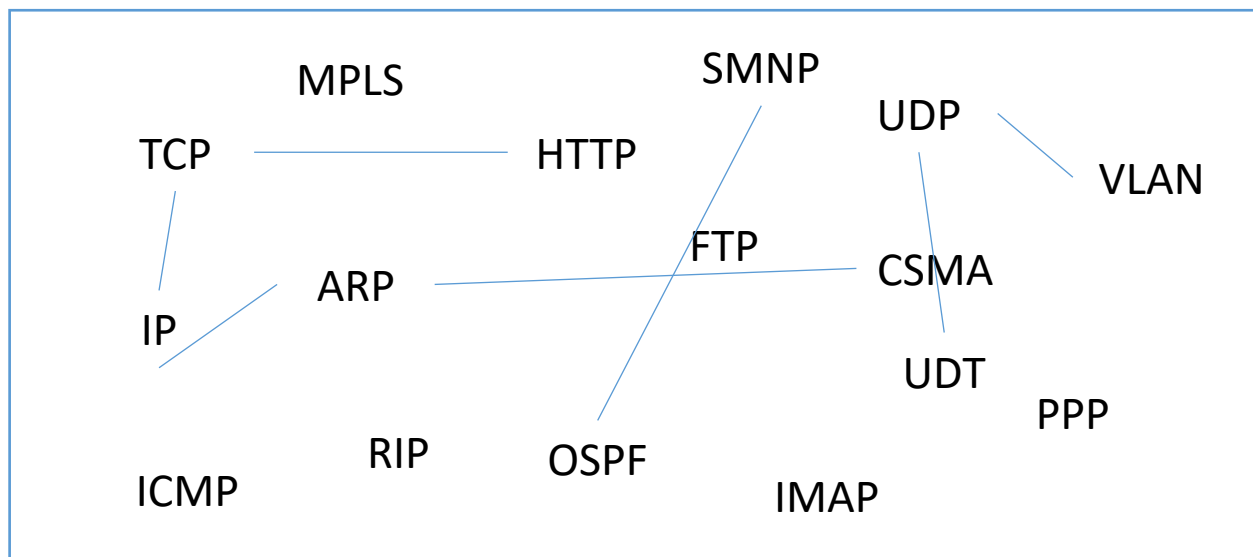 MPLS
SMNP
UDP
TCP
HTTP
VLAN
FTP
CSMA
ARP
IP
UDT
PPP
RIP
OSPF
ICMP
IMAP